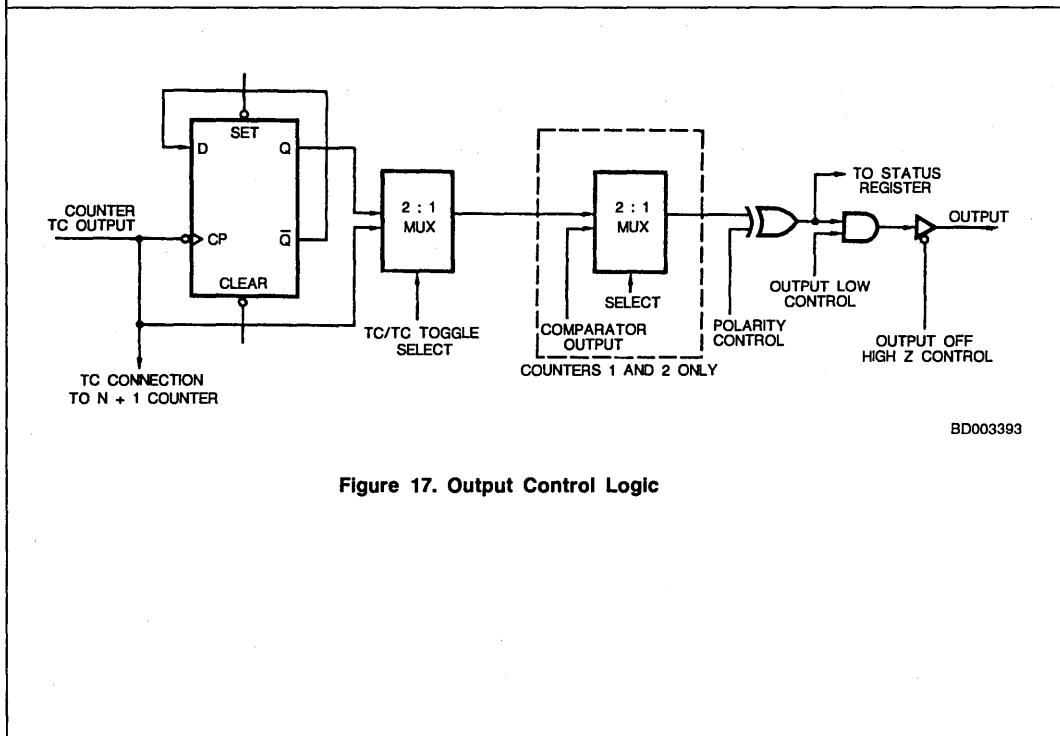 SET
D
Q
COUNTER
TC OUTPUT
CP
Q̅
CLEAR
2 : 1
MUX
TC/TC TOGGLE
SELECT
2 : 1
MUX
SELECT
COMPARATOR
OUTPUT
COUNTERS 1 AND 2 ONLY
POLARITY
CONTROL
TO STATUS
REGISTER
OUTPUT
OUTPUT LOW
CONTROL
OUTPUT OFF
HIGH Z CONTROL
TC CONNECTION
TO N + 1 COUNTER
BD003393
Figure 17. Output Control Logic